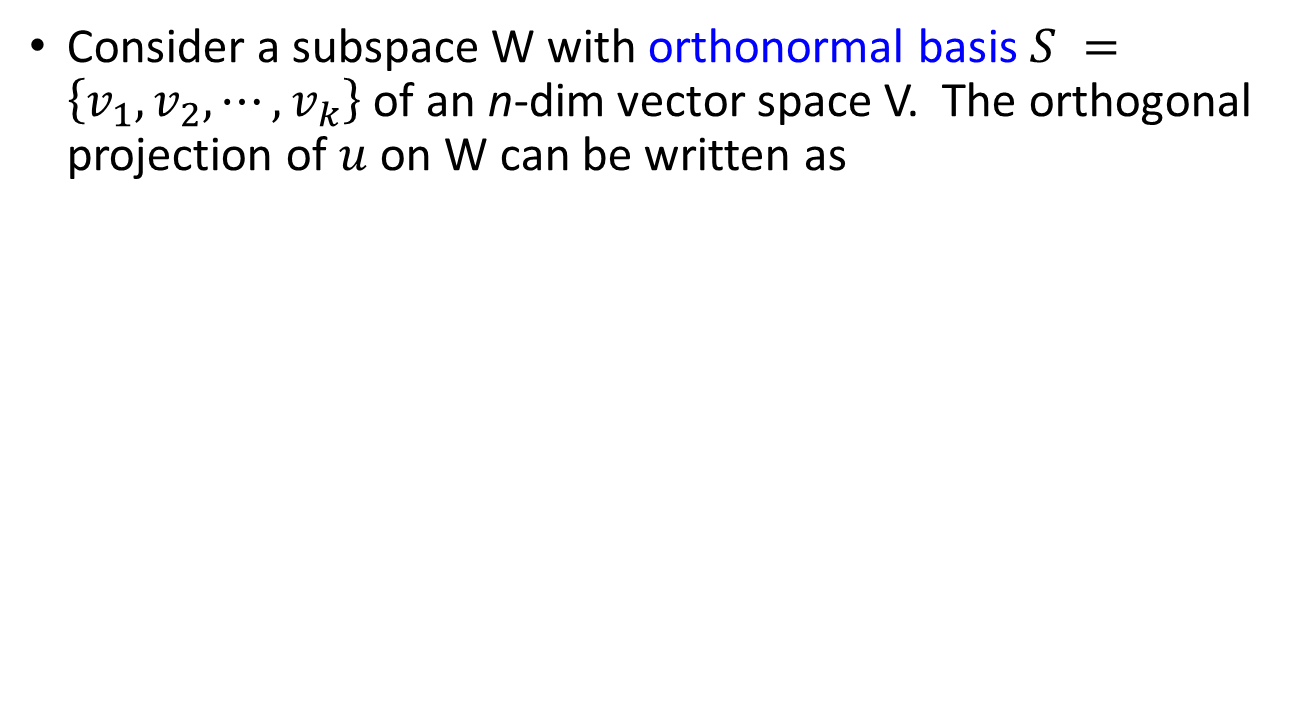 • Consider a subspace W with orthonormal basis 𝑆 =
{𝑣₁, 𝑣₂, ⋯ , 𝑣ₖ} of an n-dim vector space V. The orthogonal
projection of 𝑢 on W can be written as